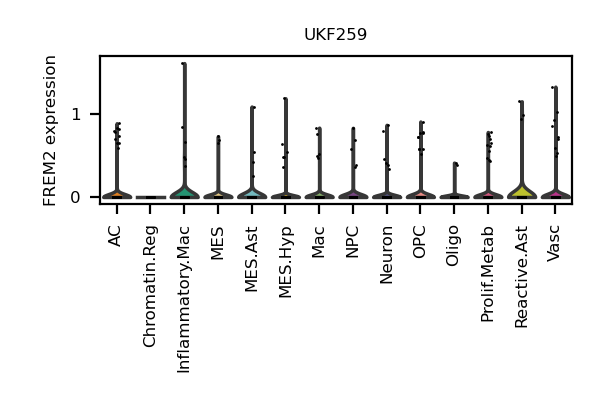 UKF259
FREM2 expression
1
0
AC
Chromatin.Reg
Inflammatory.Mac
MES
MES.Ast
MES.Hyp
Mac
NPC
Neuron
OPC
Oligo
Prolif.Metab
Reactive.Ast
Vasc